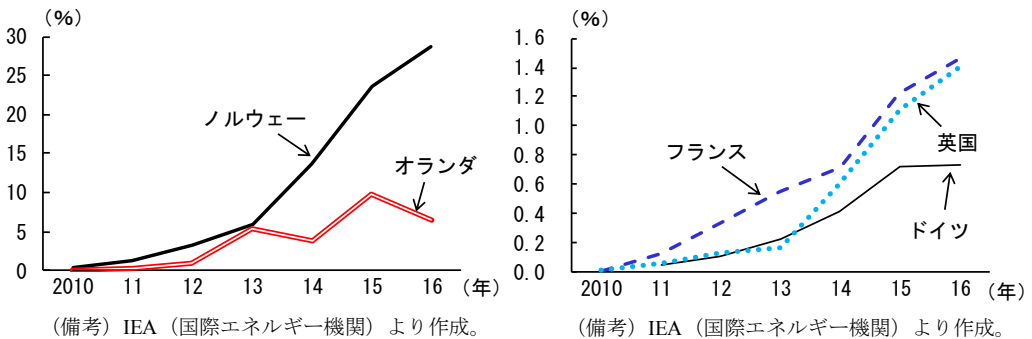 (%)
30
25
20
15
10
5
0
ノルウェー
オランダ
2010 11 12 13 14 15 16 (年)
(備考) IEA (国際エネルギー機関) より作成。
(%)
1.6
1.4
1.2
1.0
0.8
0.6
0.4
0.2
0.0
フランス
英国
ドイツ
2010 11 12 13 14 15 16 (年)
(備考) IEA (国際エネルギー機関) より作成。